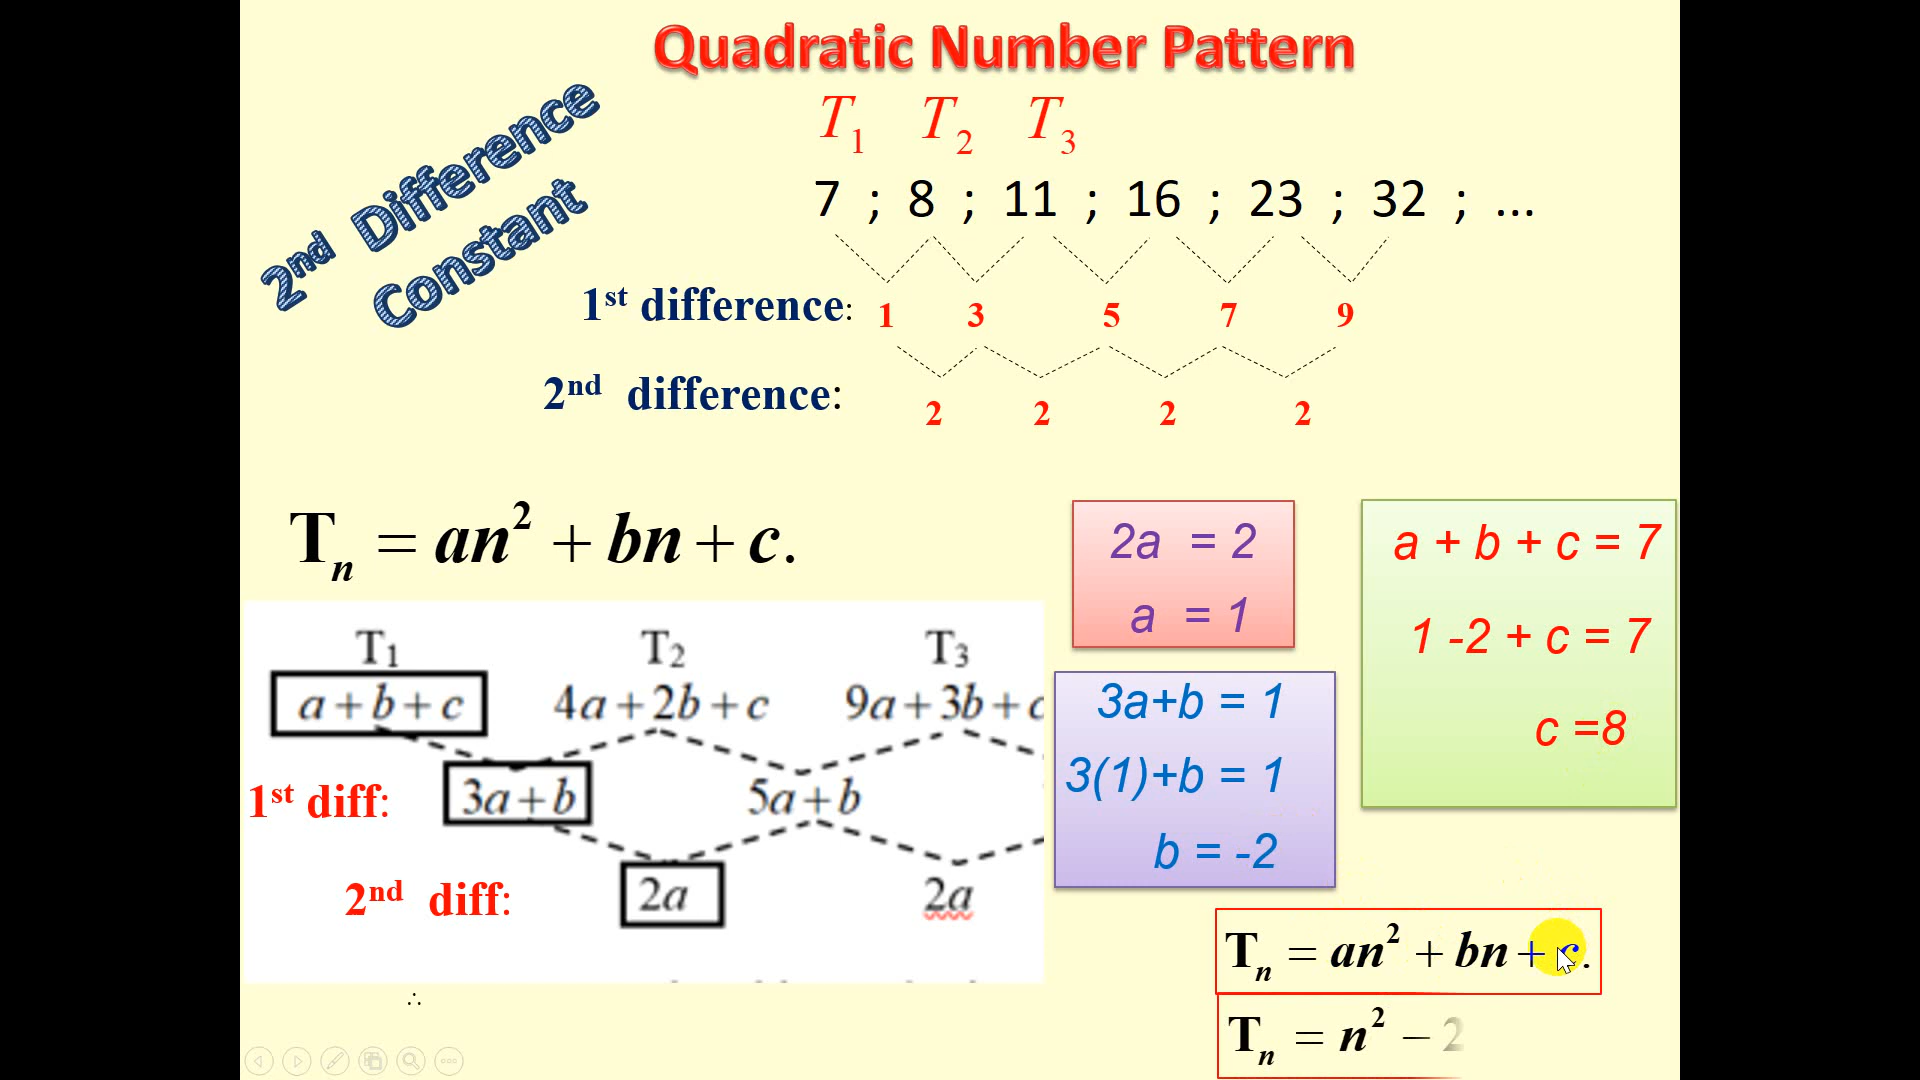 Quadratic Number Pattern
2nd Difference
Constant
T1 T2 T3
7 ; 8 ; 11 ; 16 ; 23 ; 32 ; ...
1st difference: 1 3 5 7 9
2nd difference: 2 2 2 2
Tn = an² + bn + c.
2a = 2
a = 1
a + b + c = 7
1 -2 + c = 7
c =8
T1 T2 T3
a + b + c 4a + 2b + c 9a + 3b + c
1st diff: 3a + b 5a + b
2nd diff: 2a 2a
3a+b = 1
3(1)+b = 1
b = -2
Tn = an² + bn + c.
Tn = n² − 2
∴